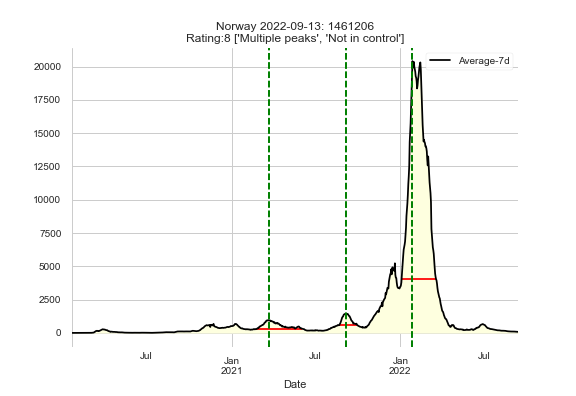 Norway 2022-09-13: 1461206
Rating:8 ['Multiple peaks', 'Not in control']
Average-7d
20000
17500
15000
12500
10000
7500
5000
2500
0
Jul
Jan
2021
Jul
Jan
2022
Jul
Date